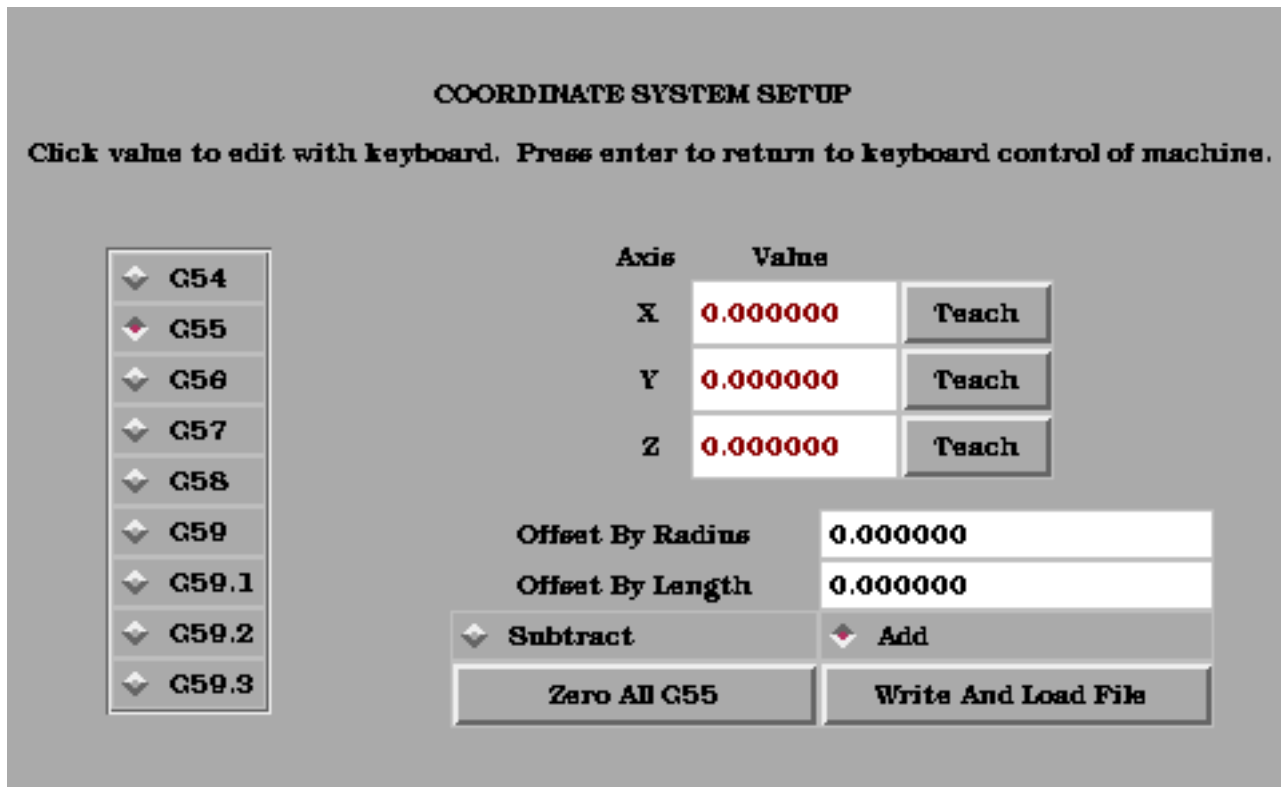 COORDINATE SYSTEM SETUP
Click value to edit with keyboard. Press enter to return to keyboard control of machine.
G54
G55
G56
G57
G58
G59
G59.1
G59.2
G59.3
Axis Value
X 0.000000 Teach
Y 0.000000 Teach
Z 0.000000 Teach
Offset By Radius 0.000000
Offset By Length 0.000000
Subtract Add
Zero All G55 Write And Load File